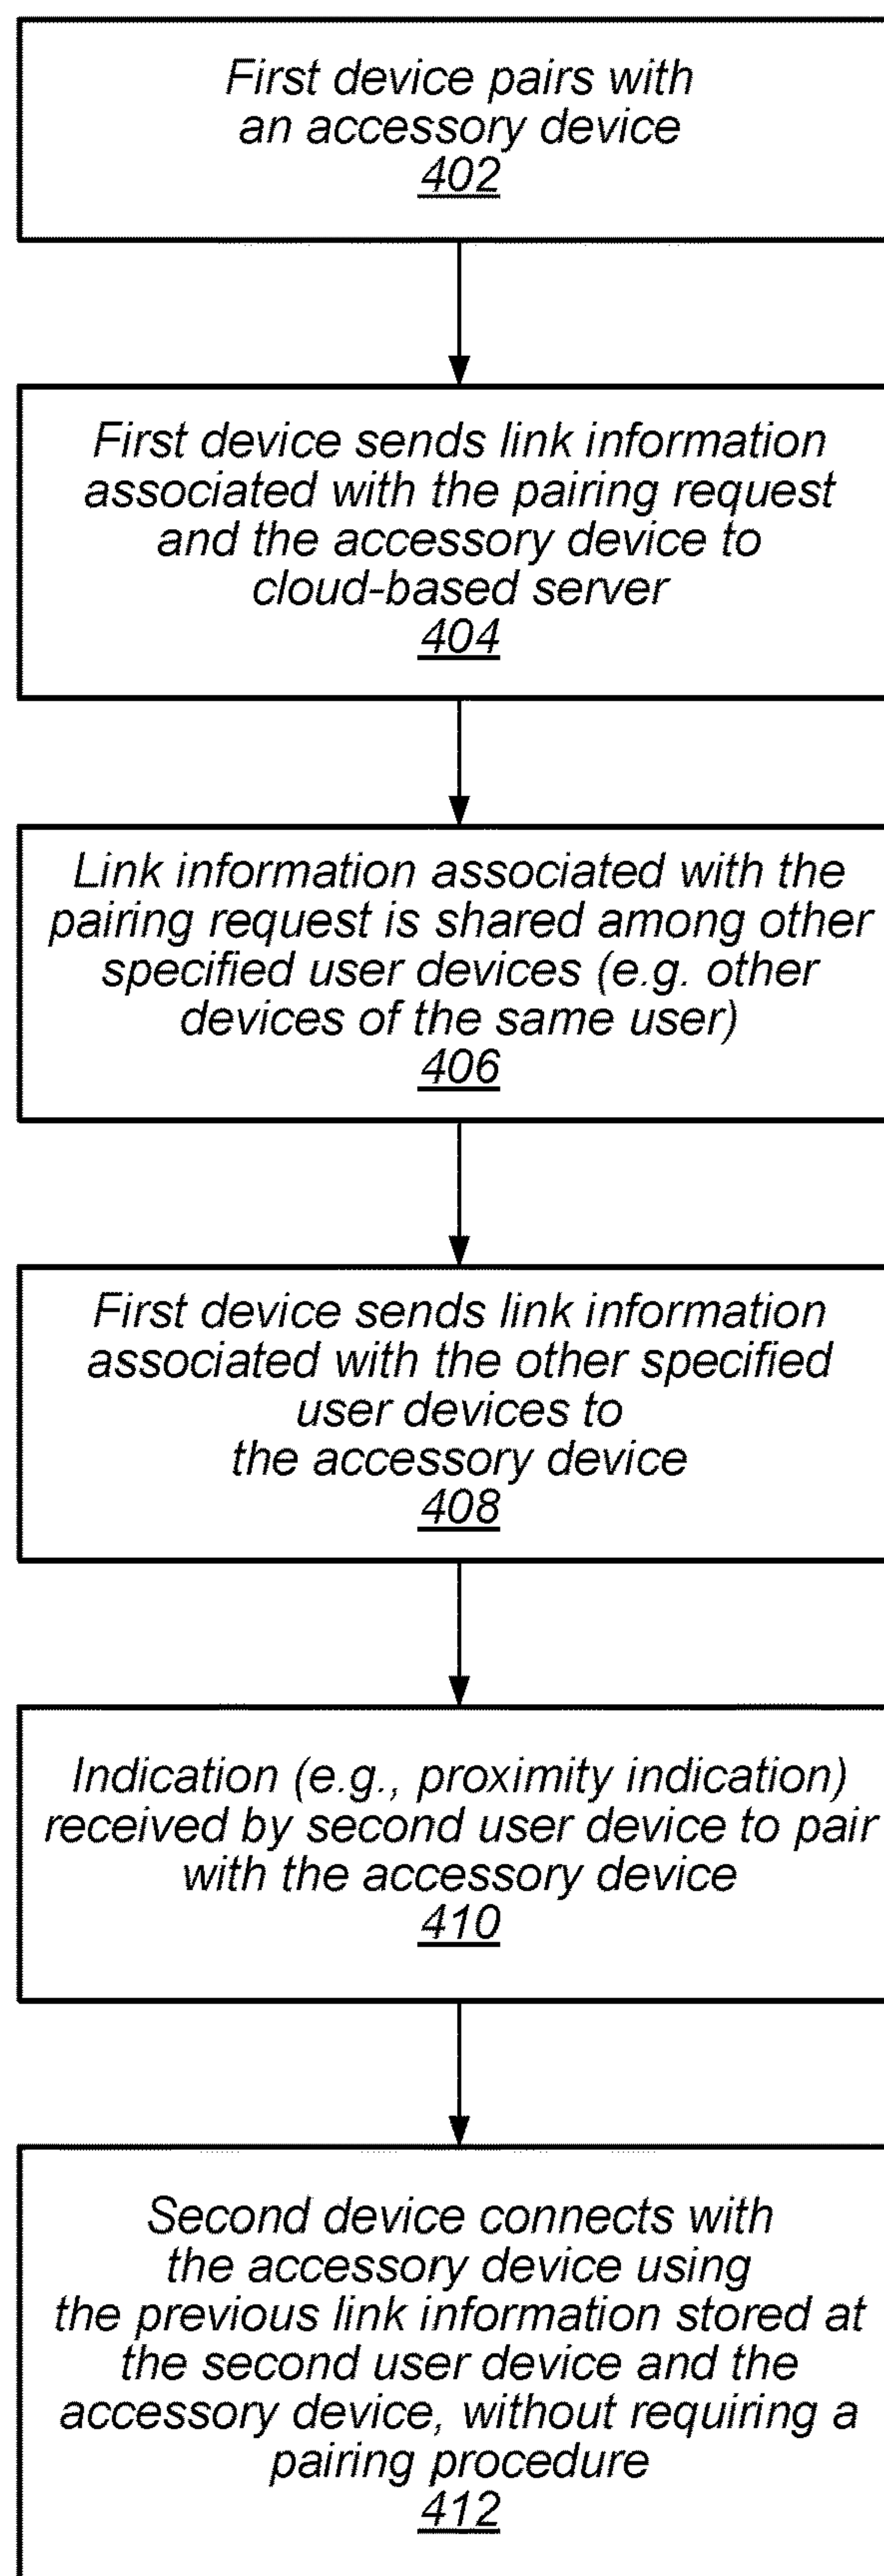 First device pairs with
an accessory device
402
First device sends link information
associated with the pairing request
and the accessory device to
cloud-based server
404
Link information associated with the
pairing request is shared among other
specified user devices (e.g. other
devices of the same user)
406
First device sends link information
associated with the other specified
user devices to
the accessory device
408
Indication (e.g., proximity indication)
received by second user device to pair
with the accessory device
410
Second device connects with
the accessory device using
the previous link information stored at
the second user device and the
accessory device, without requiring a
pairing procedure
412